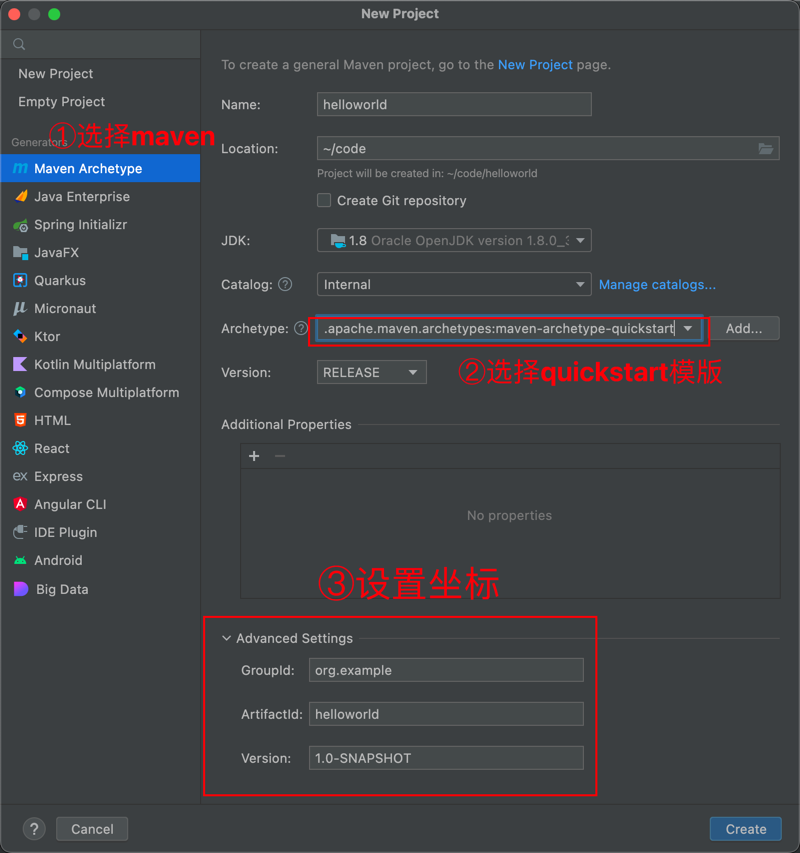 New Project
New Project
Empty Project
Generators
①选择maven
Maven Archetype
Java Enterprise
Spring Initializr
JavaFX
Quarkus
Micronaut
Ktor
Kotlin Multiplatform
Compose Multiplatform
HTML
React
Express
Angular CLI
IDE Plugin
Android
Big Data
To create a general Maven project, go to the New Project page.
Name: helloworld
Location: ~/code
Project will be created in: ~/code/helloworld
Create Git repository
JDK: 1.8 Oracle OpenJDK version 1.8.0_3
Catalog: ? Internal Manage catalogs...
Archetype: ? .apache.maven.archetypes:maven-archetype-quickstart Add...
Version: RELEASE
②选择quickstart模版
Additional Properties
+ −
No properties
③设置坐标
Advanced Settings
GroupId: org.example
ArtifactId: helloworld
Version: 1.0-SNAPSHOT
? Cancel Create